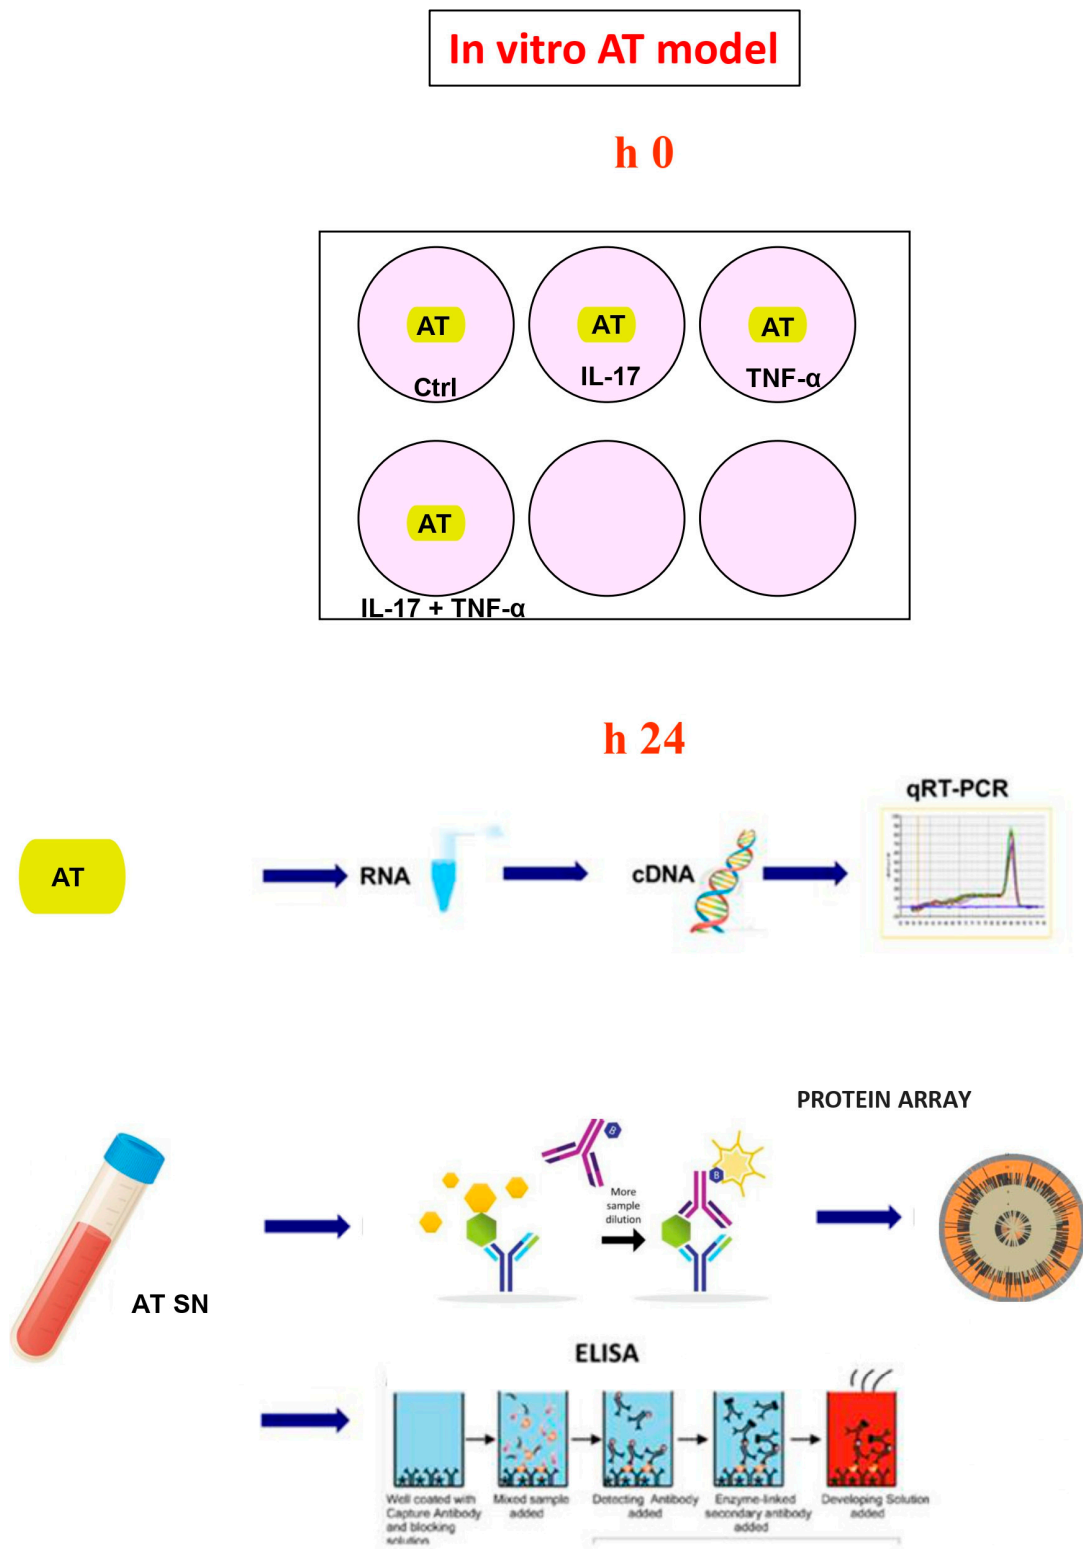 In vitro AT model
h 0
AT
Ctrl
AT
IL-17
AT
TNF-α
AT
IL-17 + TNF-α
h 24
AT
RNA
cDNA
qRT-PCR
PROTEIN ARRAY
B
More
sample
dilution
B
AT SN
ELISA
Well coated with
Capture Antibody
and blocking
solution
Mixed sample
added
Detecting Antibody
added
Enzyme-linked
secondary antibody
added
Developing Solution
added